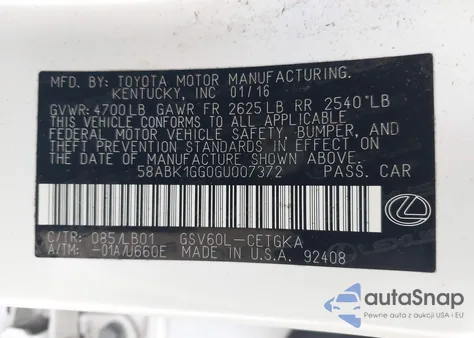 MFD. BY: TOYOTA MOTOR MANUFACTURING.
KENTUCKY, INC 01/16
GVWR: 4700LB GAWR FR 2625LB RR 2540 LB
THIS VEHICLE CONFORMS TO ALL APPLICABLE
FEDERAL MOTOR VEHICLE SAFETY, BUMPER, AND
THEFT PREVENTION STANDARDS IN EFFECT ON
THE DATE OF MANUFACTURE SHOWN ABOVE.
58ABK1GG0GU007372 PASS. CAR
C/TR: 085/LB01 GSV60L-CETGKA
A/TM: -01A/U660E MADE IN U.S.A. 92408
autoSnap
Pewne auta z aukcji USA i EU